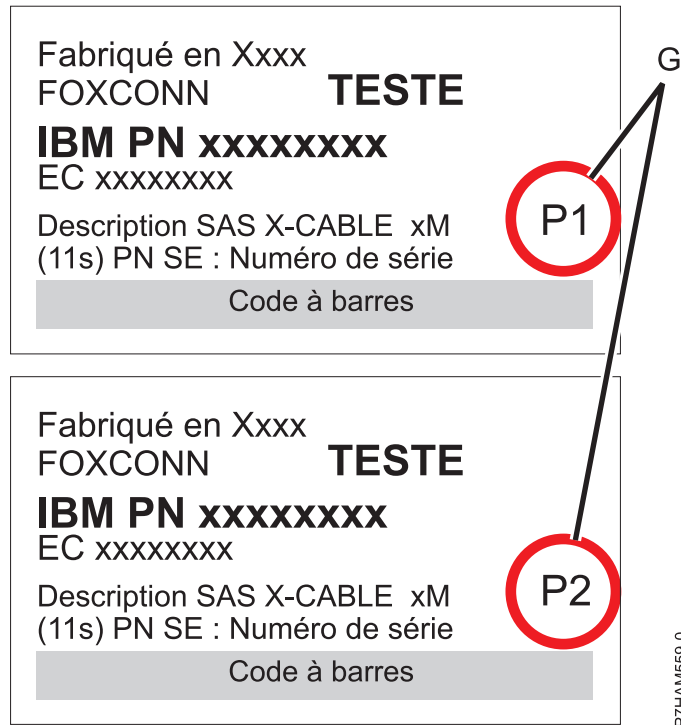 G
Fabriqué en Xxxx
FOXCONN TESTE
IBM PN xxxxxxxx
EC xxxxxxxx
Description SAS X-CABLE xM
(11s) PN SE : Numéro de série
P1
Code à barres
Fabriqué en Xxxx
FOXCONN TESTE
IBM PN xxxxxxxx
EC xxxxxxxx
Description SAS X-CABLE xM
(11s) PN SE : Numéro de série
P2
Code à barres
P7HAM559-0